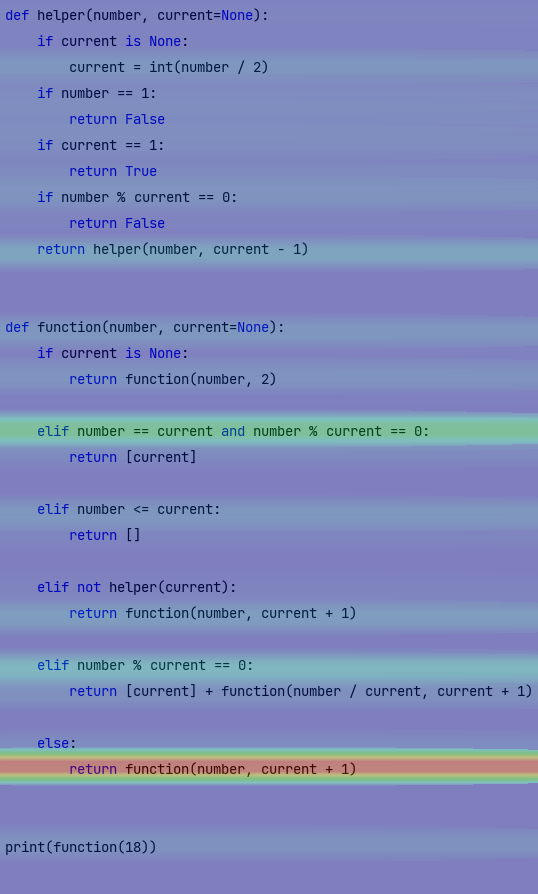 def helper(number, current=None):
    if current is None:
        current = int(number / 2)
    if number == 1:
        return False
    if current == 1:
        return True
    if number % current == 0:
        return False
    return helper(number, current - 1)
def function(number, current=None):
    if current is None:
        return function(number, 2)
    elif number == current and number % current == 0:
        return [current]
    elif number <= current:
        return []
    elif not helper(current):
        return function(number, current + 1)
    elif number % current == 0:
        return [current] + function(number / current, current + 1)
    else:
        return function(number, current + 1)
print(function(18))